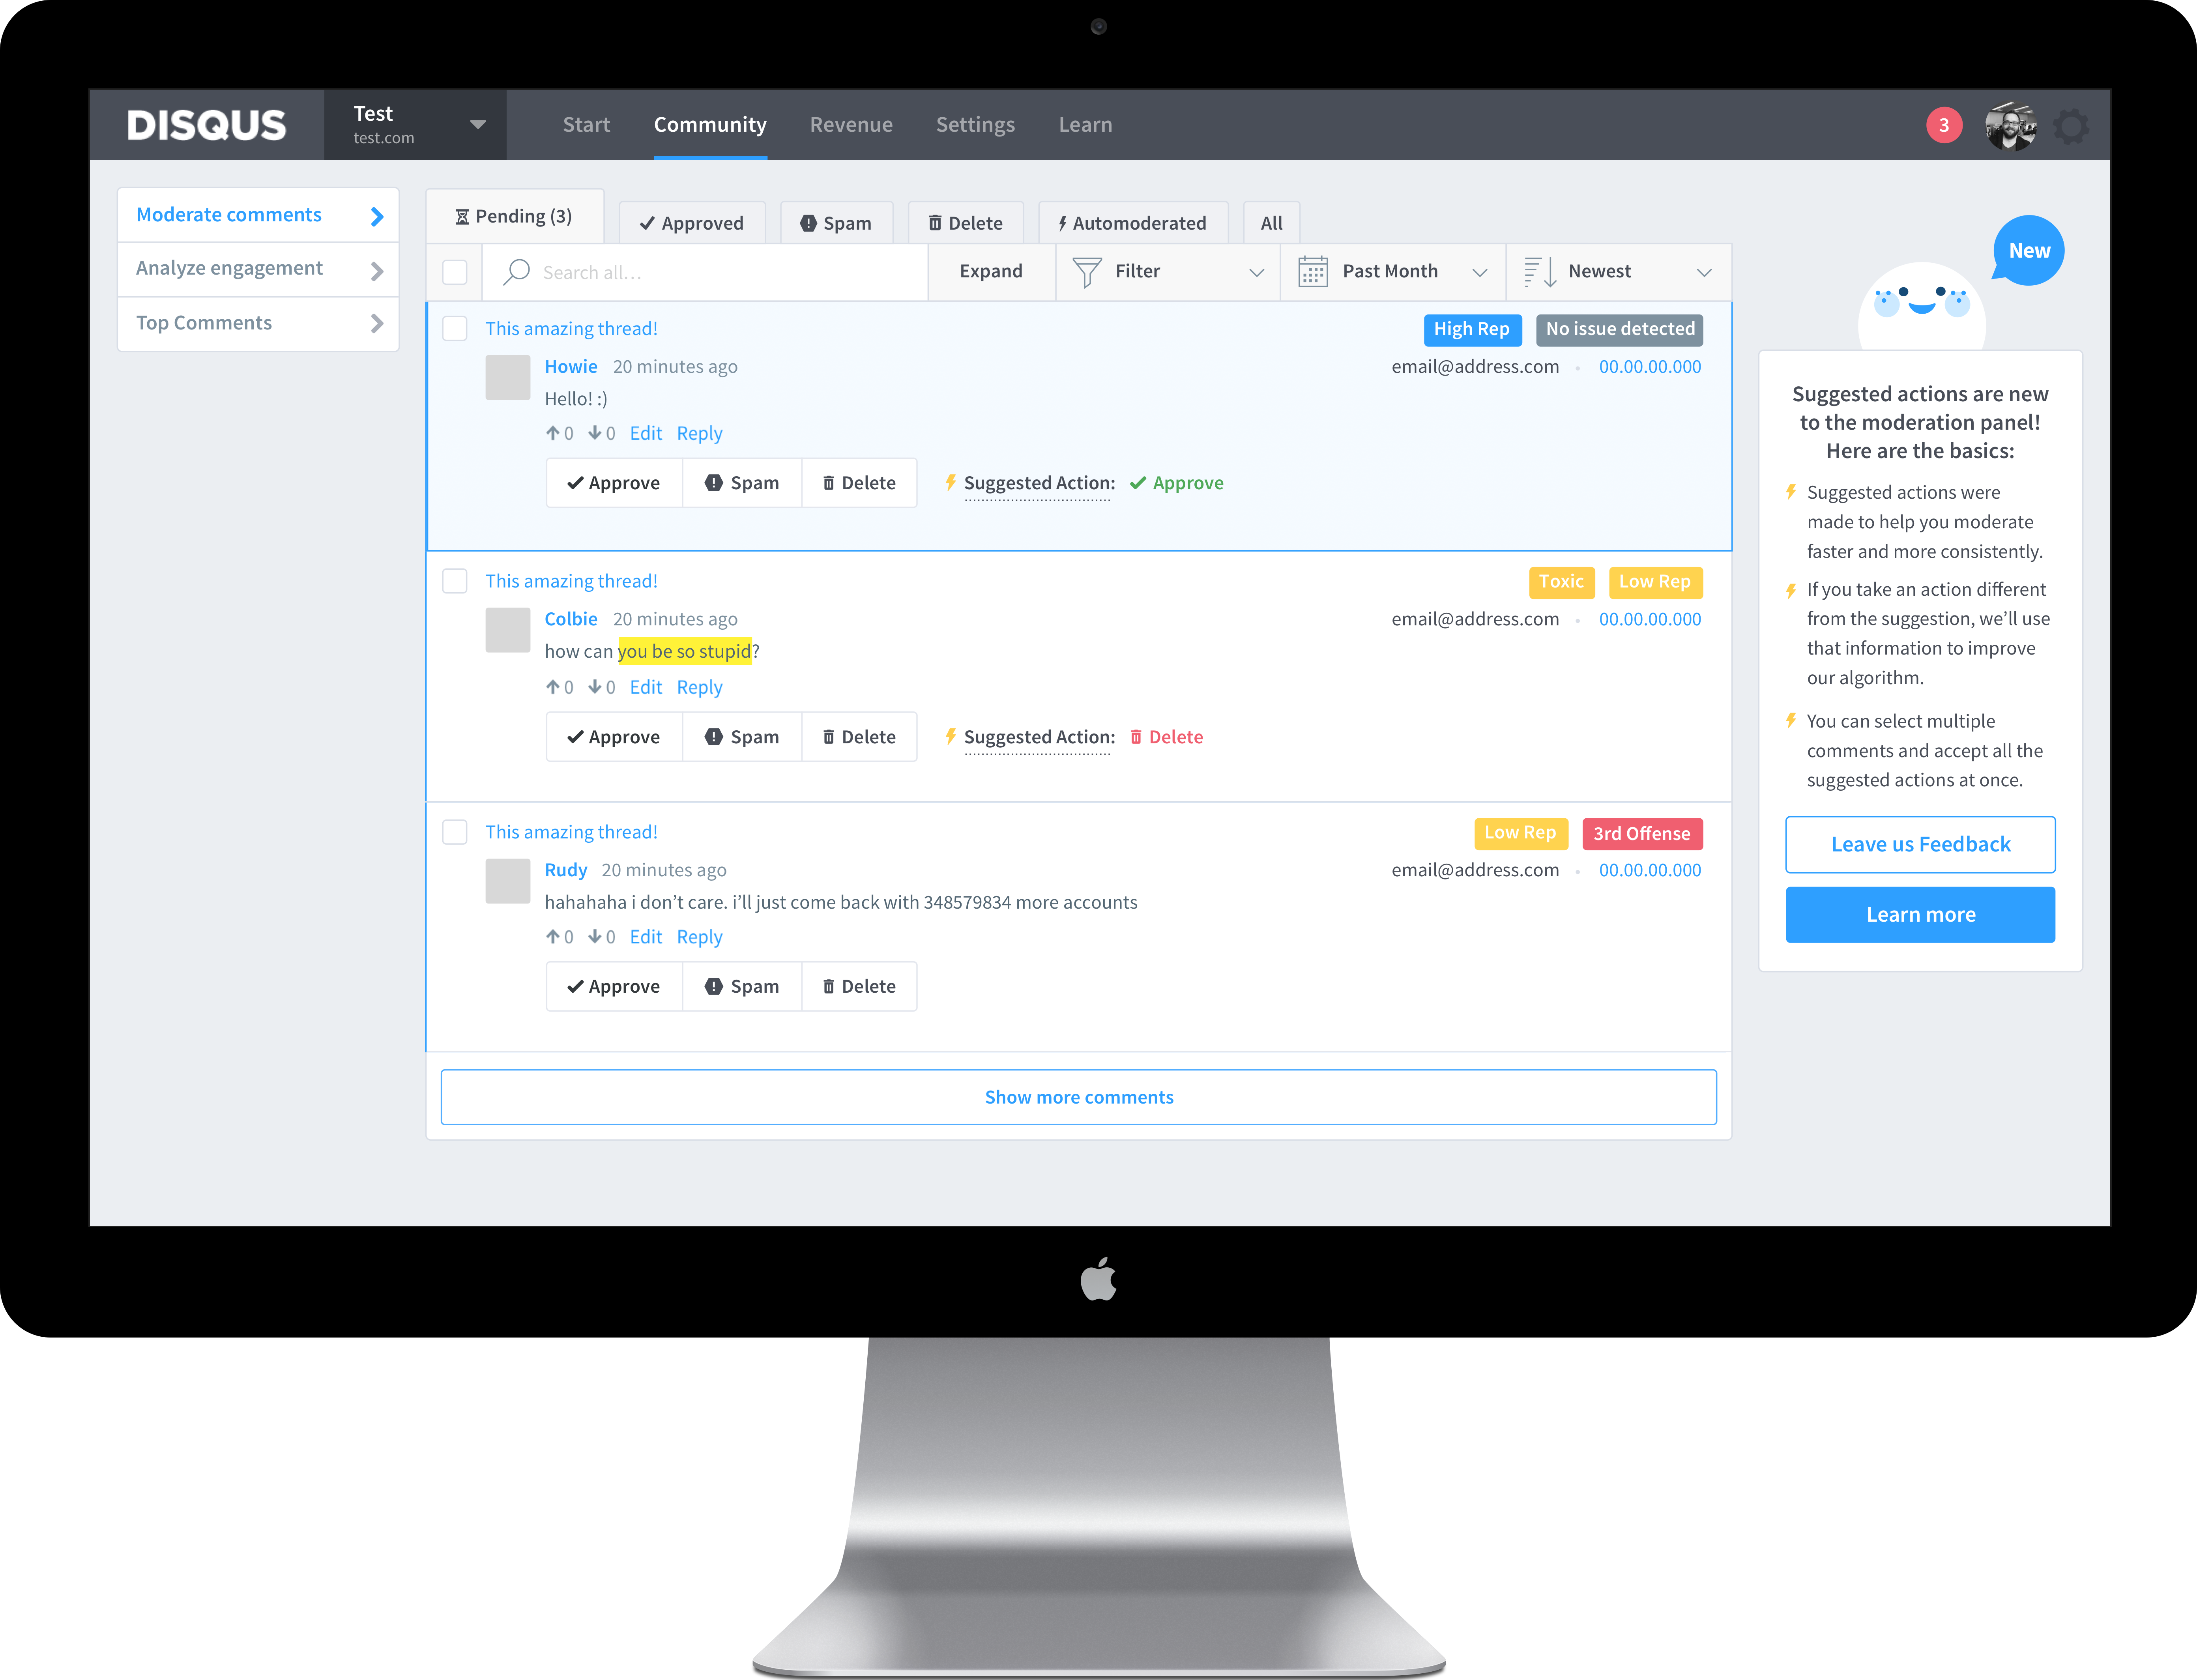 DISQUS
Test
test.com
Start Community Revenue Settings Learn
3
Moderate comments
Analyze engagement
Top Comments
Pending (3) Approved Spam Delete Automoderated All
Search all... Expand Filter Past Month Newest
This amazing thread! High Rep No issue detected
Howie 20 minutes ago email@address.com 00.00.00.000
Hello! :)
0 0 Edit Reply
Approve Spam Delete Suggested Action: Approve
This amazing thread! Toxic Low Rep
Colbie 20 minutes ago email@address.com 00.00.00.000
how can you be so stupid?
0 0 Edit Reply
Approve Spam Delete Suggested Action: Delete
This amazing thread! Low Rep 3rd Offense
Rudy 20 minutes ago email@address.com 00.00.00.000
hahahaha i don’t care. i’ll just come back with 348579834 more accounts
0 0 Edit Reply
Approve Spam Delete
Show more comments
New
Suggested actions are new
to the moderation panel!
Here are the basics:
Suggested actions were
made to help you moderate
faster and more consistently.
If you take an action different
from the suggestion, we’ll use
that information to improve
our algorithm.
You can select multiple
comments and accept all the
suggested actions at once.
Leave us Feedback
Learn more